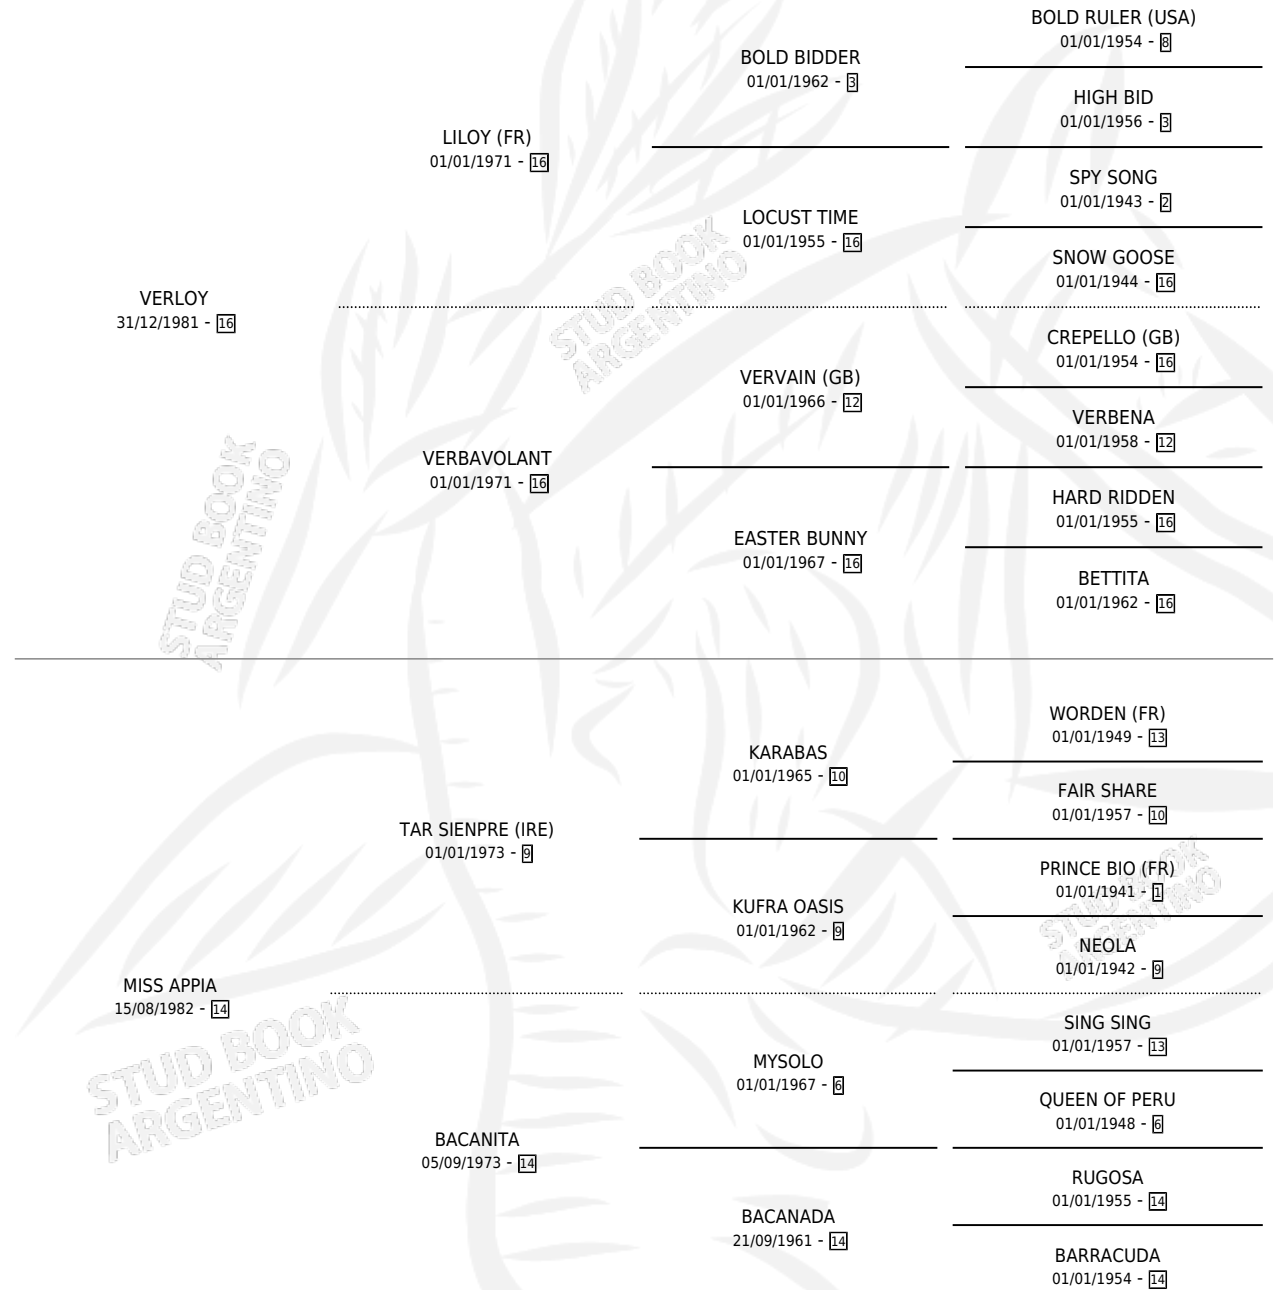 BOLD RULER (USA)
01/01/1954 - 8
BOLD BIDDER
01/01/1962 - 3
HIGH BID
01/01/1956 - 3
LILOY (FR)
01/01/1971 - 16
SPY SONG
01/01/1943 - 2
LOCUST TIME
01/01/1955 - 16
SNOW GOOSE
01/01/1944 - 16
VERLOY
31/12/1981 - 16
STUD BOOK
ARGENTINO
CREPELLO (GB)
01/01/1954 - 16
VERVAIN (GB)
01/01/1966 - 12
VERBENA
01/01/1958 - 12
VERBAVOLANT
01/01/1971 - 16
HARD RIDDEN
01/01/1955 - 16
EASTER BUNNY
01/01/1967 - 16
BETTITA
01/01/1962 - 16
STUD BOOK
ARGENTINO
WORDEN (FR)
01/01/1949 - 13
KARABAS
01/01/1965 - 10
FAIR SHARE
01/01/1957 - 10
TAR SIENPRE (IRE)
01/01/1973 - 9
PRINCE BIO (FR)
01/01/1941 - 1
KUFRA OASIS
01/01/1962 - 9
NEOLA
01/01/1942 - 9
STUD BOOK
ARGENTINO
MISS APPIA
15/08/1982 - 14
SING SING
01/01/1957 - 13
MYSOLO
01/01/1967 - 6
QUEEN OF PERU
01/01/1948 - 6
STUD BOOK
ARGENTINO
BACANITA
05/09/1973 - 14
RUGOSA
01/01/1955 - 14
BACANADA
21/09/1961 - 14
BARRACUDA
01/01/1954 - 14